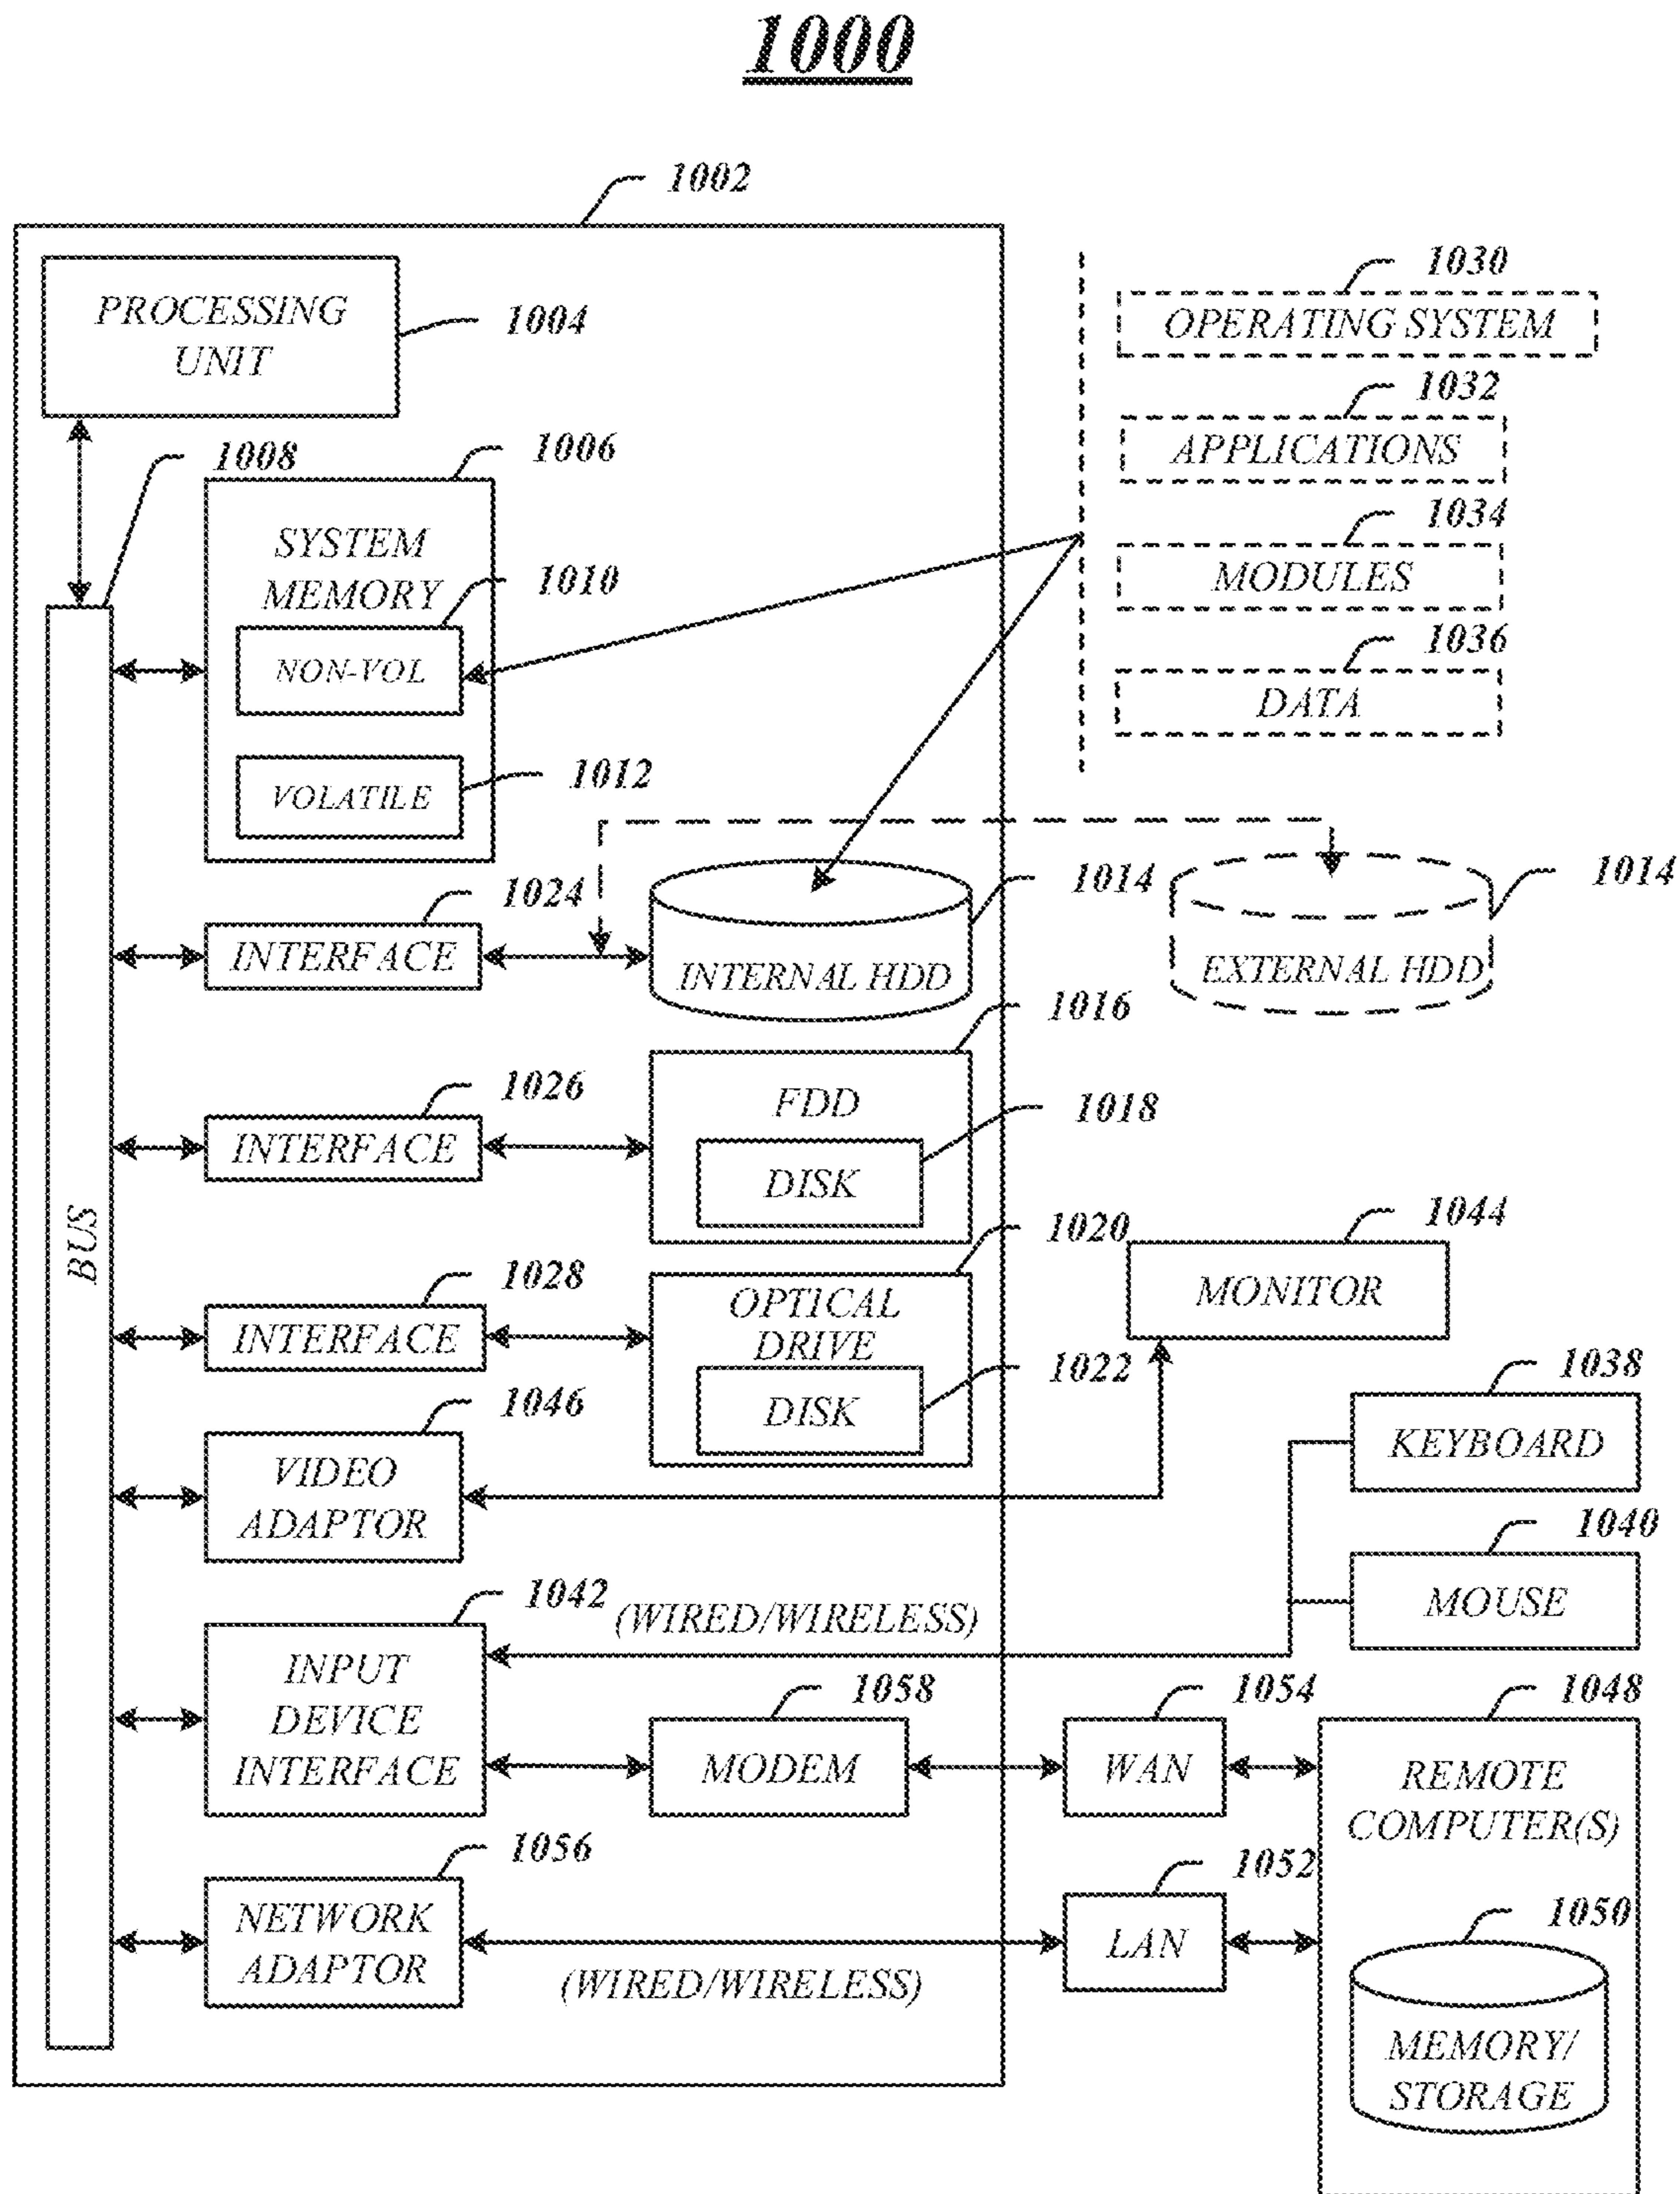 1000
1002
PROCESSING
UNIT
1004
1030
OPERATING SYSTEM
1032
APPLICATIONS
1034
MODULES
1036
DATA
1008
1006
SYSTEM
MEMORY
1010
NON-VOL
1012
VOLATILE
1024
INTERFACE
1014
INTERNAL HDD
1014
EXTERNAL HDD
1016
FDD
1018
DISK
1026
INTERFACE
BUS
1028
INTERFACE
1020
OPTICAL
DRIVE
1022
DISK
1044
MONITOR
1046
VIDEO
ADAPTOR
1038
KEYBOARD
1040
MOUSE
1042
(WIRED/WIRELESS)
INPUT
DEVICE
INTERFACE
1058
MODEM
1054
WAN
1048
REMOTE
COMPUTER(S)
1056
NETWORK
ADAPTOR
(WIRED/WIRELESS)
1052
LAN
1050
MEMORY/
STORAGE